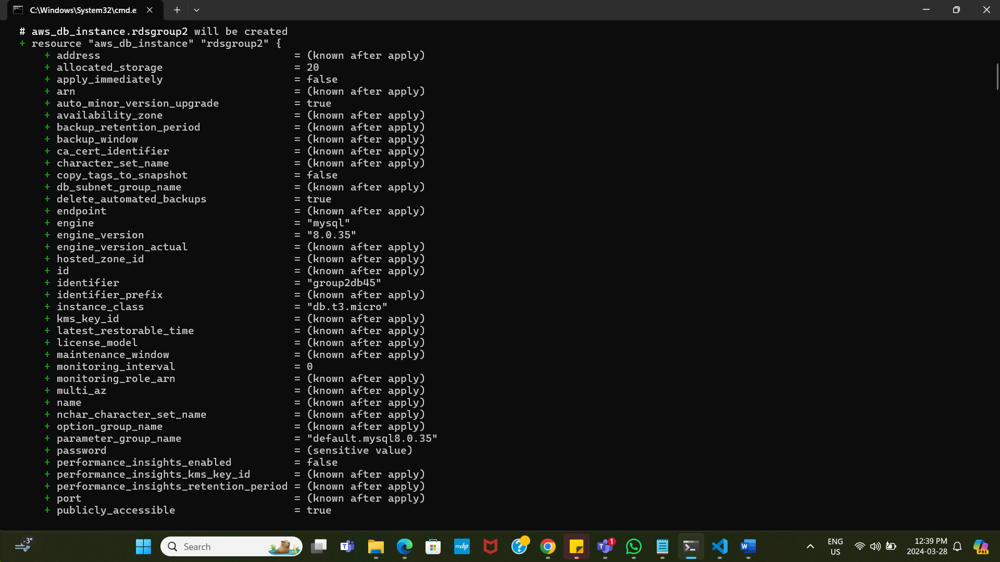 C:\Windows\System32\cmd.e
# aws_db_instance.rdsgroup2 will be created
+ resource "aws_db_instance" "rdsgroup2" {
+ address = (known after apply)
+ allocated_storage = 20
+ apply_immediately = false
+ arn = (known after apply)
+ auto_minor_version_upgrade = true
+ availability_zone = (known after apply)
+ backup_retention_period = (known after apply)
+ backup_window = (known after apply)
+ ca_cert_identifier = (known after apply)
+ character_set_name = (known after apply)
+ copy_tags_to_snapshot = false
+ db_subnet_group_name = (known after apply)
+ delete_automated_backups = true
+ endpoint = (known after apply)
+ engine = "mysql"
+ engine_version = "8.0.35"
+ engine_version_actual = (known after apply)
+ hosted_zone_id = (known after apply)
+ id = (known after apply)
+ identifier = "group2db45"
+ identifier_prefix = (known after apply)
+ instance_class = "db.t3.micro"
+ kms_key_id = (known after apply)
+ latest_restorable_time = (known after apply)
+ license_model = (known after apply)
+ maintenance_window = (known after apply)
+ monitoring_interval = 0
+ monitoring_role_arn = (known after apply)
+ multi_az = (known after apply)
+ name = (known after apply)
+ nchar_character_set_name = (known after apply)
+ option_group_name = (known after apply)
+ parameter_group_name = "default.mysql8.0.35"
+ password = (sensitive value)
+ performance_insights_enabled = false
+ performance_insights_kms_key_id = (known after apply)
+ performance_insights_retention_period = (known after apply)
+ port = (known after apply)
+ publicly_accessible = true
-3°
Search
myhp
1
ENG
US
12:39 PM
2024-03-28
PRE